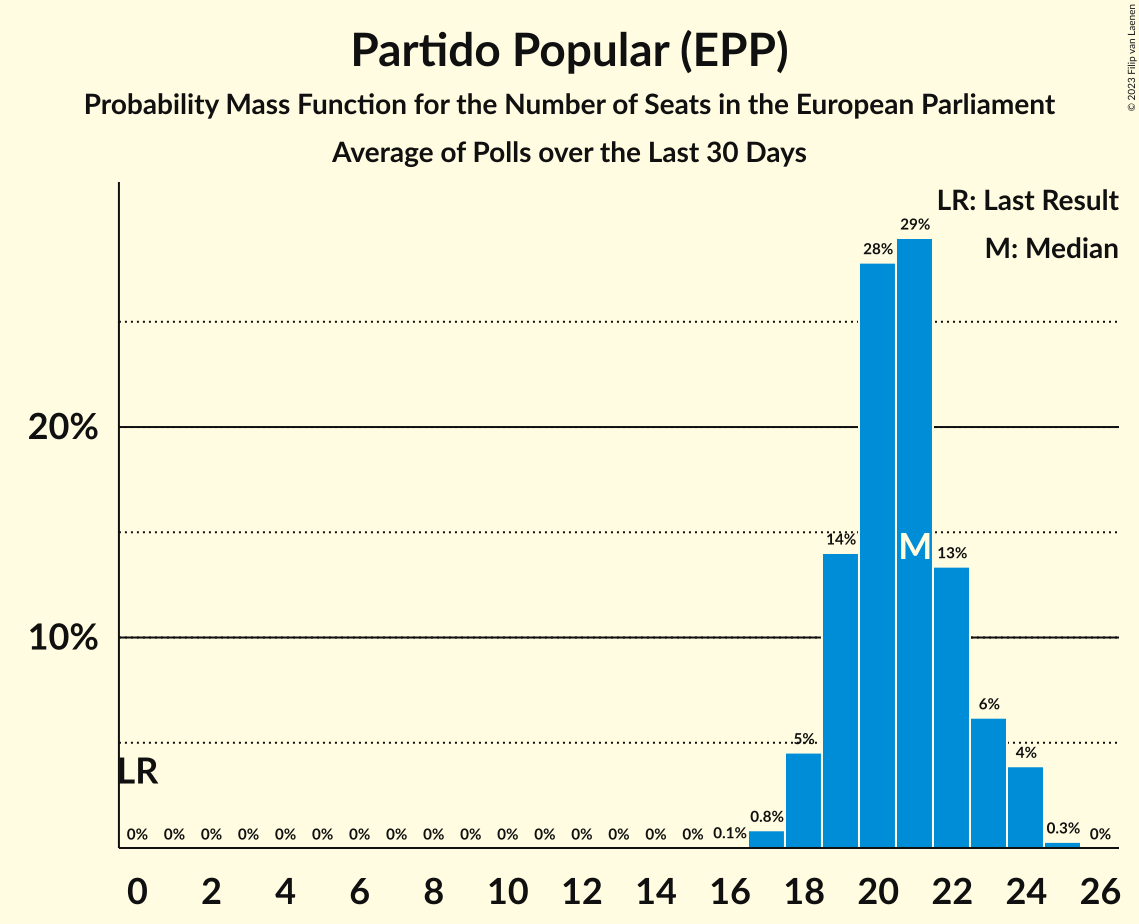 Partido Popular (EPP)
Probability Mass Function for the Number of Seats in the European Parliament
Average of Polls over the Last 30 Days
© 2023 Filip van Laenen
LR: Last Result
M: Median
29%
28%
20%
14%
M
13%
10%
6%
5%
4%
LR
0% 0% 0% 0% 0% 0% 0% 0% 0% 0% 0% 0% 0% 0% 0% 0% 0.1% 0.8% 0.3% 0%
0 2 4 6 8 10 12 14 16 18 20 22 24 26